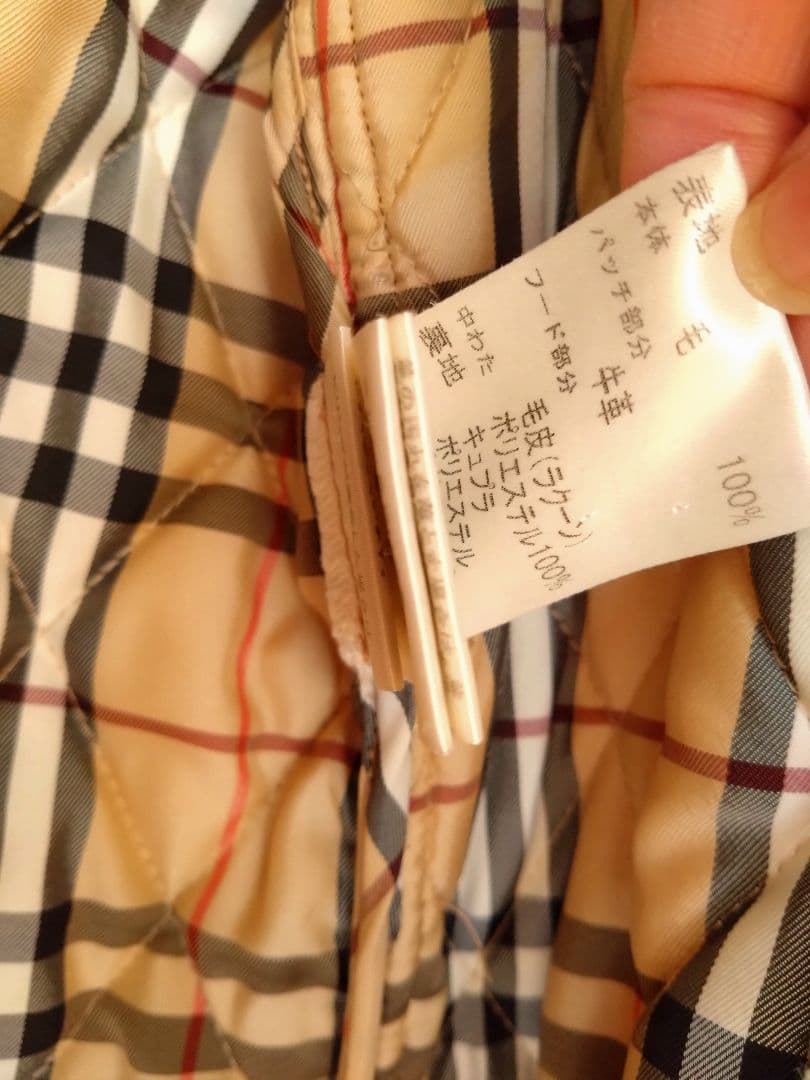 表地
本体 毛 100%
パッチ部分 牛革
フード部分 毛皮(ラクーン)
中わた ポリエステル100%
裏地 キュプラ
ポリエステル